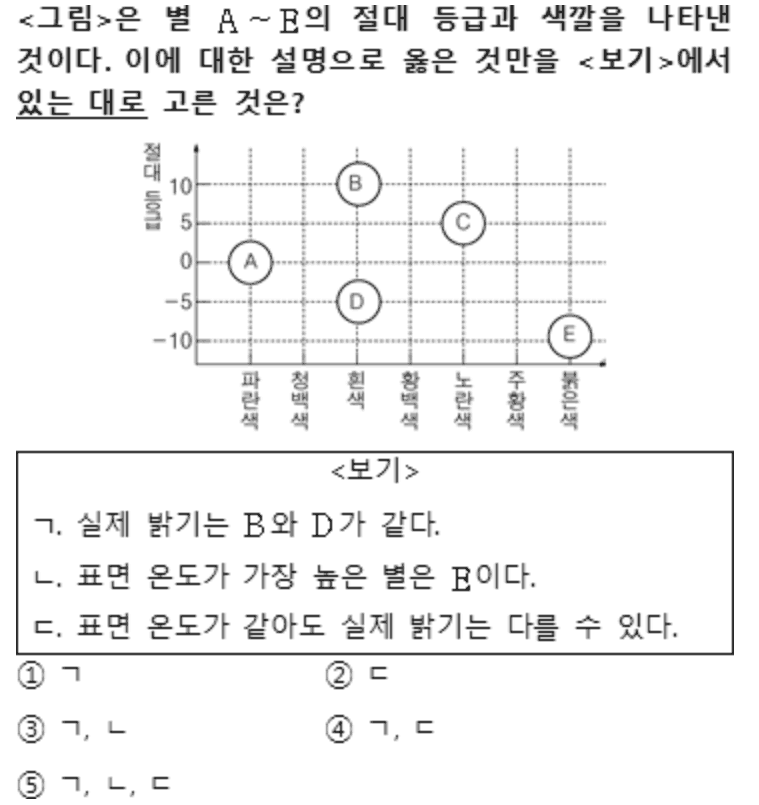 <그림>은 별 A ~ E의 절대 등급과 색깔을 나타낸
것이다. 이에 대한 설명으로 옳은 것만을 <보기>에서
있는 대로 고른 것은?
절대 등급
10
5
0
-5
-10
A
B
C
D
E
파란색
청백색
흰색
황백색
노란색
주황색
붉은색
<보기>
ㄱ. 실제 밝기는 B와 D가 같다.
ㄴ. 표면 온도가 가장 높은 별은 E이다.
ㄷ. 표면 온도가 같아도 실제 밝기는 다를 수 있다.
① ㄱ ② ㄷ
③ ㄱ, ㄴ ④ ㄱ, ㄷ
⑤ ㄱ, ㄴ, ㄷ